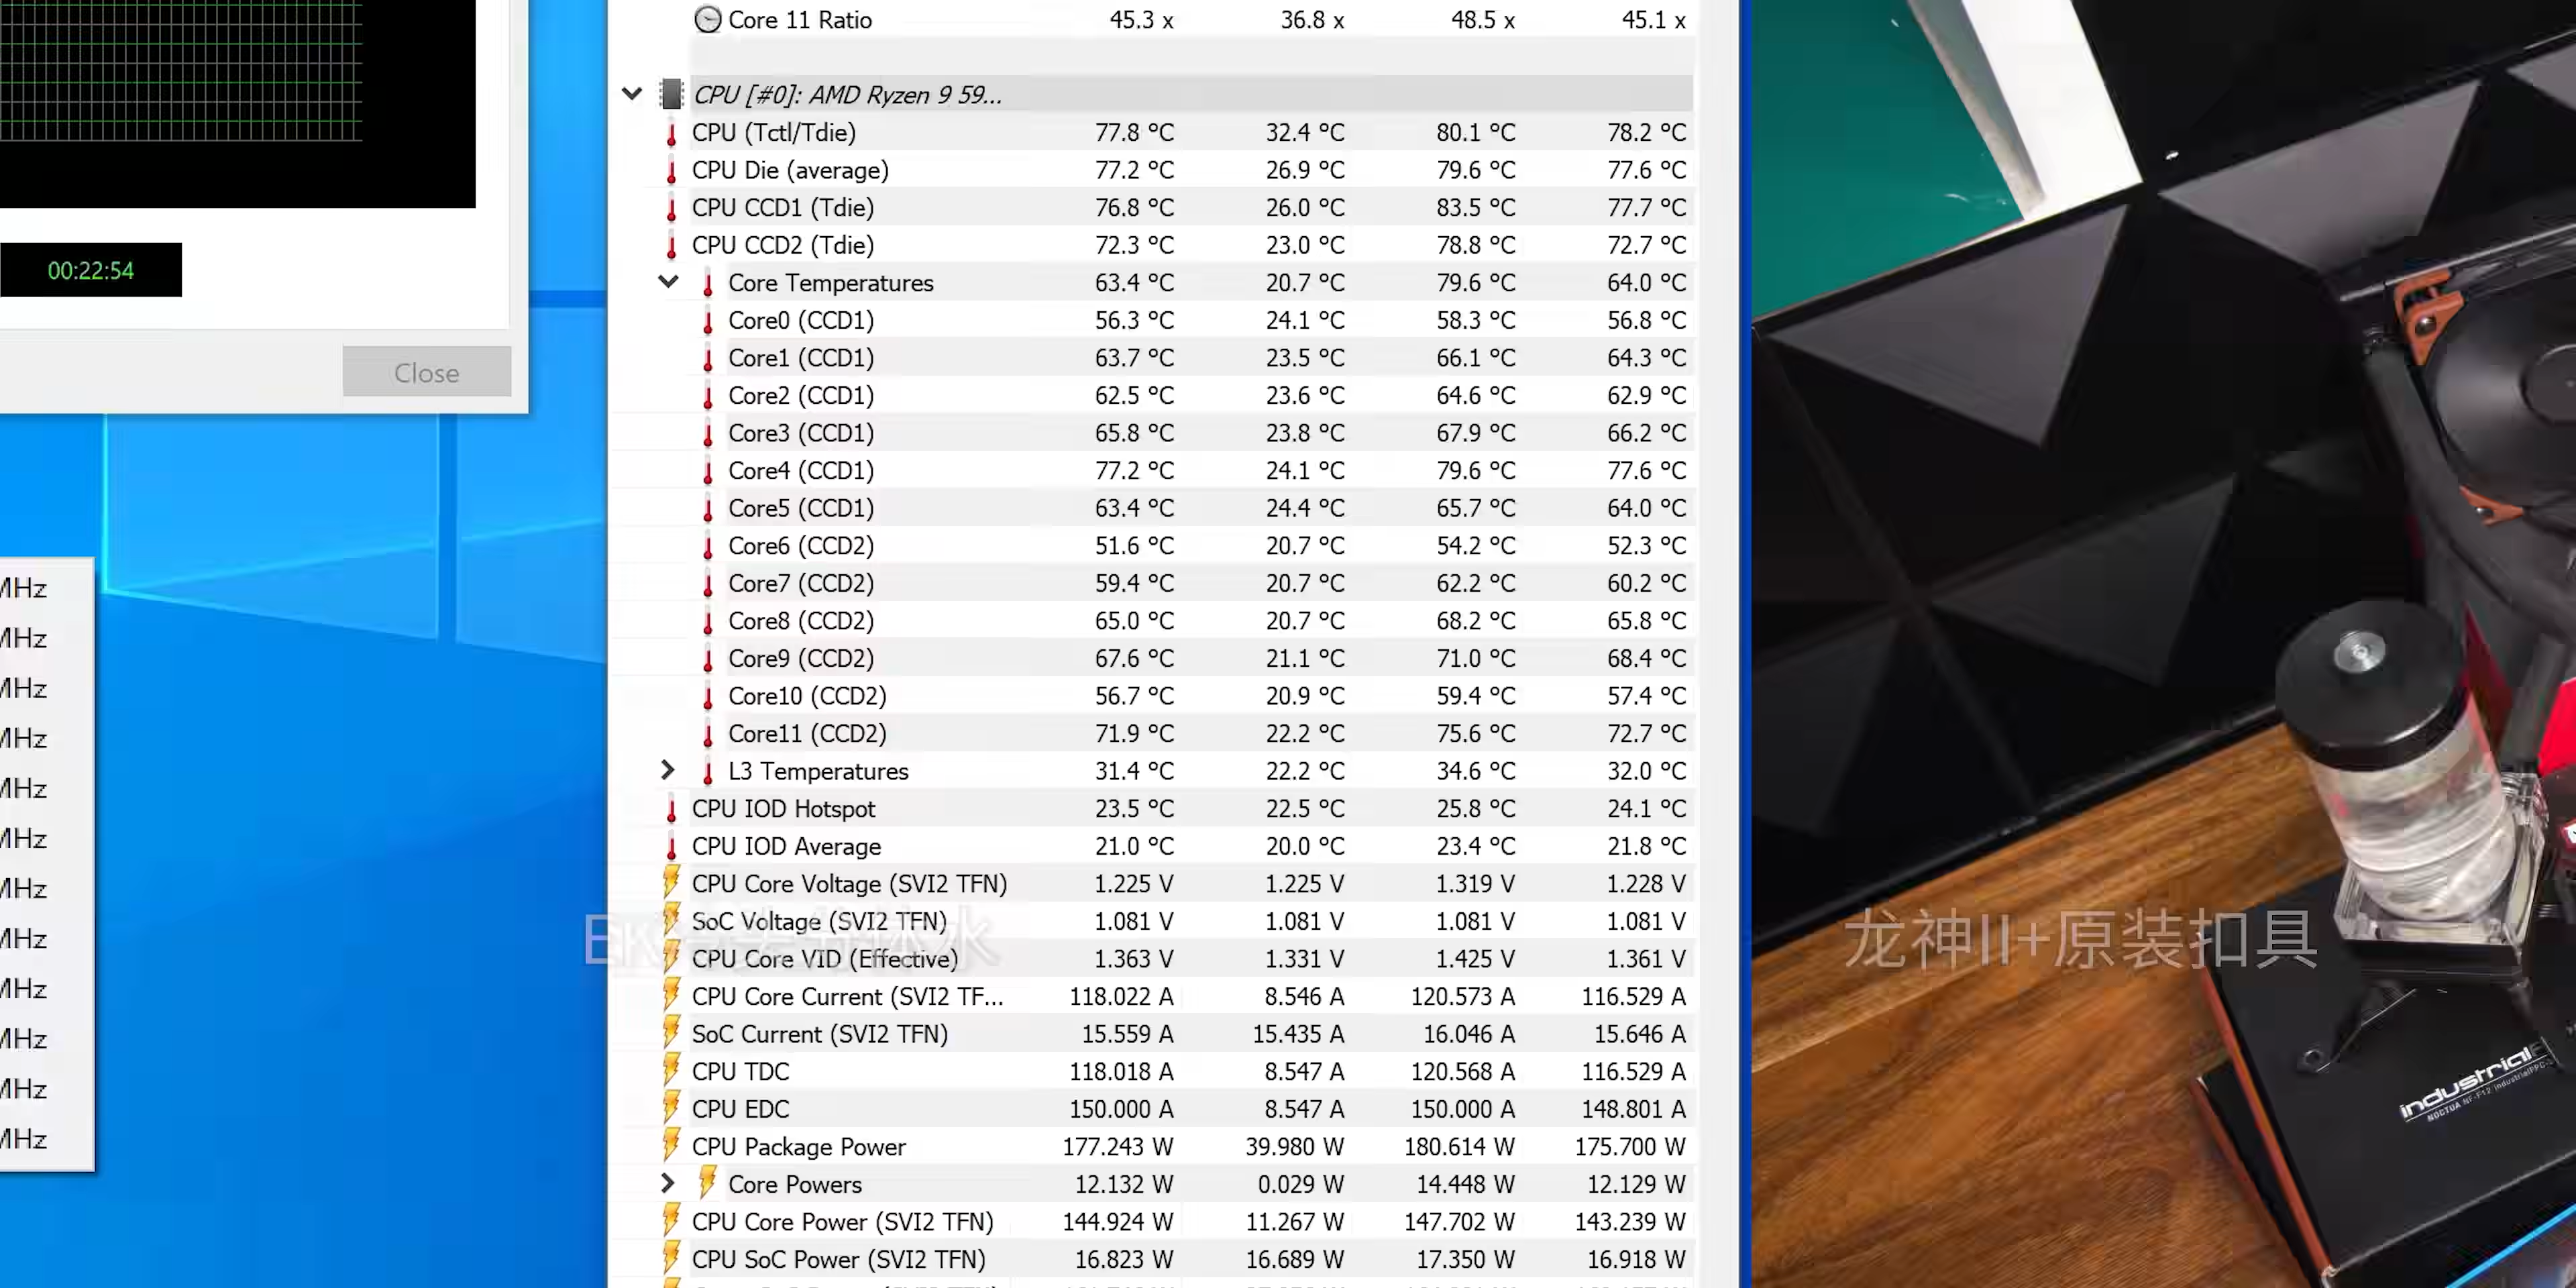 Core 11 Ratio 45.3 x 36.8 x 48.5 x 45.1 x
CPU [#0]: AMD Ryzen 9 59...
CPU (Tctl/Tdie) 77.8 °C 32.4 °C 80.1 °C 78.2 °C
CPU Die (average) 77.2 °C 26.9 °C 79.6 °C 77.6 °C
CPU CCD1 (Tdie) 76.8 °C 26.0 °C 83.5 °C 77.7 °C
CPU CCD2 (Tdie) 72.3 °C 23.0 °C 78.8 °C 72.7 °C
00:22:54
Core Temperatures 63.4 °C 20.7 °C 79.6 °C 64.0 °C
Core0 (CCD1) 56.3 °C 24.1 °C 58.3 °C 56.8 °C
Core1 (CCD1) 63.7 °C 23.5 °C 66.1 °C 64.3 °C
Close
Core2 (CCD1) 62.5 °C 23.6 °C 64.6 °C 62.9 °C
Core3 (CCD1) 65.8 °C 23.8 °C 67.9 °C 66.2 °C
Core4 (CCD1) 77.2 °C 24.1 °C 79.6 °C 77.6 °C
Core5 (CCD1) 63.4 °C 24.4 °C 65.7 °C 64.0 °C
Core6 (CCD2) 51.6 °C 20.7 °C 54.2 °C 52.3 °C
Core7 (CCD2) 59.4 °C 20.7 °C 62.2 °C 60.2 °C
Core8 (CCD2) 65.0 °C 20.7 °C 68.2 °C 65.8 °C
Core9 (CCD2) 67.6 °C 21.1 °C 71.0 °C 68.4 °C
Core10 (CCD2) 56.7 °C 20.9 °C 59.4 °C 57.4 °C
Core11 (CCD2) 71.9 °C 22.2 °C 75.6 °C 72.7 °C
L3 Temperatures 31.4 °C 22.2 °C 34.6 °C 32.0 °C
CPU IOD Hotspot 23.5 °C 22.5 °C 25.8 °C 24.1 °C
CPU IOD Average 21.0 °C 20.0 °C 23.4 °C 21.8 °C
CPU Core Voltage (SVI2 TFN) 1.225 V 1.225 V 1.319 V 1.228 V
SoC Voltage (SVI2 TFN) 1.081 V 1.081 V 1.081 V 1.081 V
CPU Core VID (Effective) 1.363 V 1.331 V 1.425 V 1.361 V
CPU Core Current (SVI2 TF... 118.022 A 8.546 A 120.573 A 116.529 A
SoC Current (SVI2 TFN) 15.559 A 15.435 A 16.046 A 15.646 A
CPU TDC 118.018 A 8.547 A 120.568 A 116.529 A
CPU EDC 150.000 A 8.547 A 150.000 A 148.801 A
CPU Package Power 177.243 W 39.980 W 180.614 W 175.700 W
Core Powers 12.132 W 0.029 W 14.448 W 12.129 W
CPU Core Power (SVI2 TFN) 144.924 W 11.267 W 147.702 W 143.239 W
CPU SoC Power (SVI2 TFN) 16.823 W 16.689 W 17.350 W 16.918 W
MHz
MHz
MHz
MHz
MHz
MHz
MHz
MHz
MHz
MHz
MHz
MHz
龙神II+原装扣具
industrial
NOCTUA NF-F12 industrialPPC